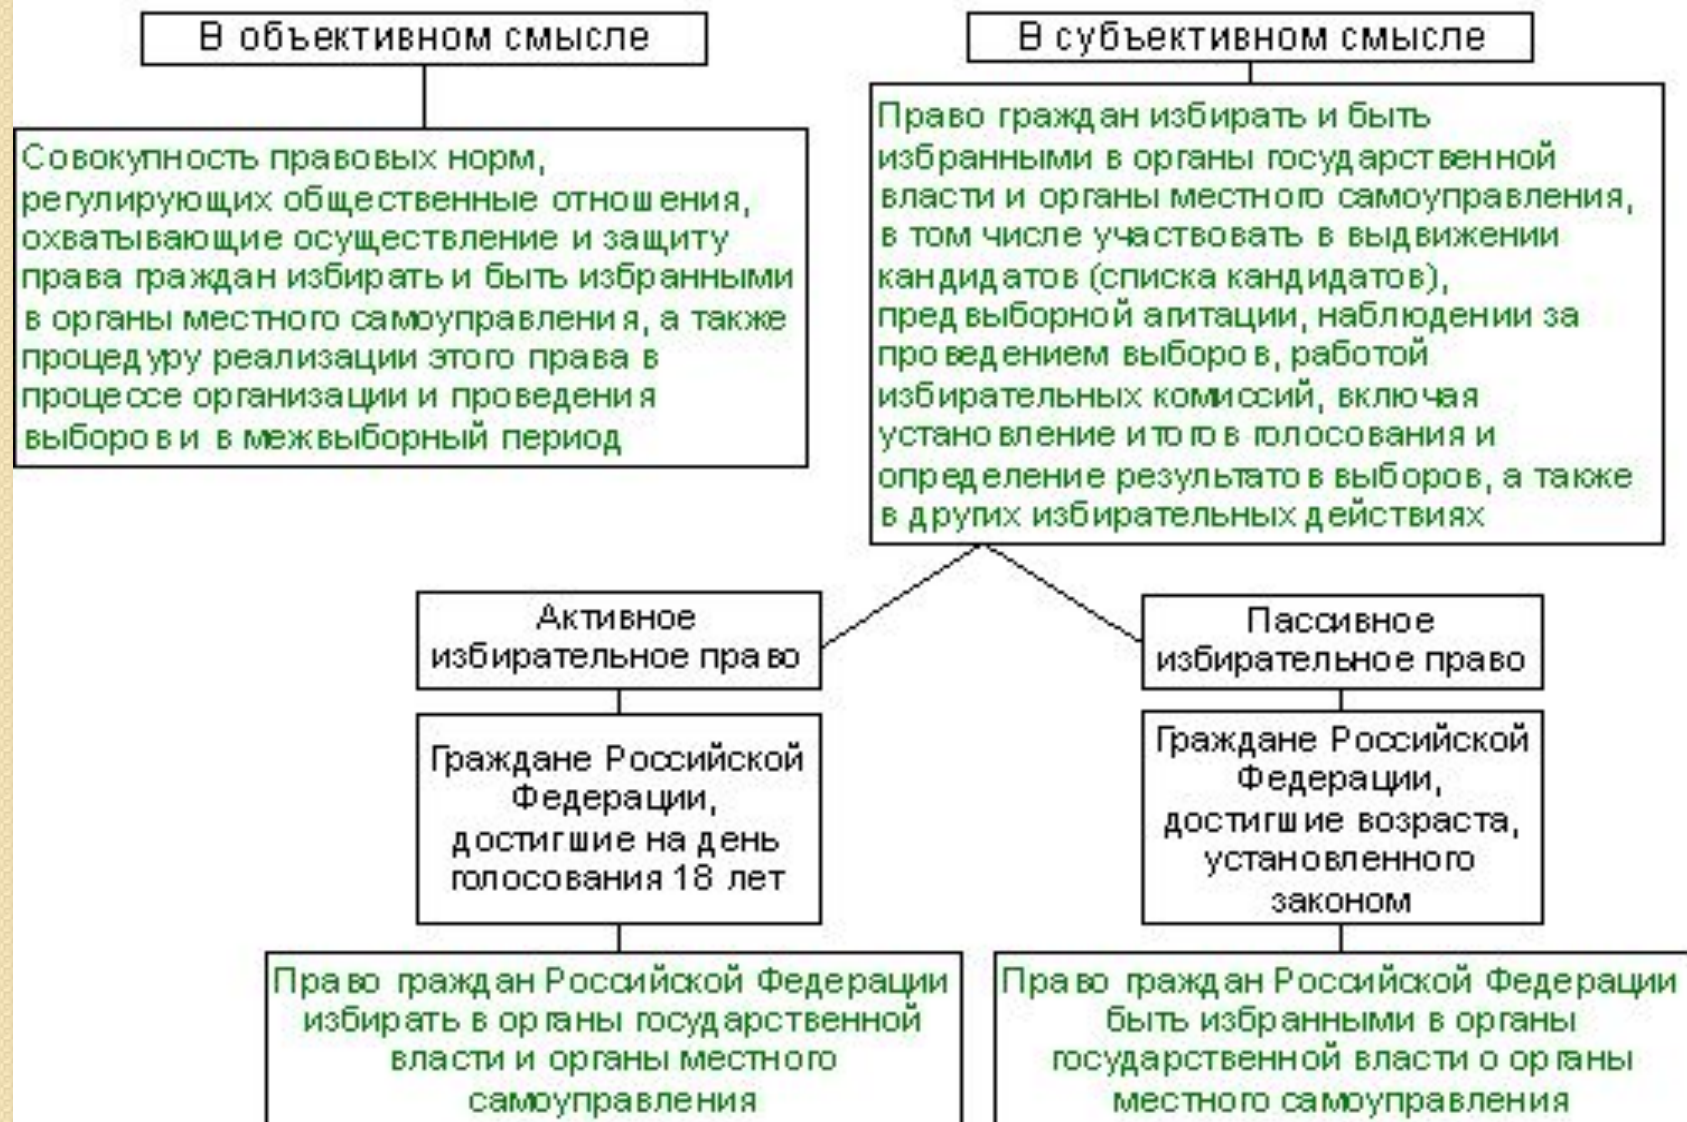 В объективном смысле
Совокупность правовых норм,
регулирующих общественные отношения,
охватывающие осуществление и защиту
права граждан избирать и быть избранными
в органы местного самоуправления, а также
процедуру реализации этого права в
процессе организации и проведения
выборов и в межвыборный период
В субъективном смысле
Право граждан избирать и быть
избранными в органы государственной
власти и органы местного самоуправления,
в том числе участвовать в выдвижении
кандидатов (списка кандидатов),
предвыборной агитации, наблюдении за
проведением выборов, работой
избирательных комиссий, включая
установление итогов голосования и
определение результатов выборов, а также
в других избирательных действиях
Активное
избирательное право
Граждане Российской
Федерации,
достигшие на день
голосования 18 лет
Право граждан Российской Федерации
избирать в органы государственной
власти и органы местного
самоуправления
Пассивное
избирательное право
Граждане Российской
Федерации,
достигшие возраста,
установленного
законом
Право граждан Российской Федерации
быть избранными в органы
государственной власти о органы
местного самоуправления